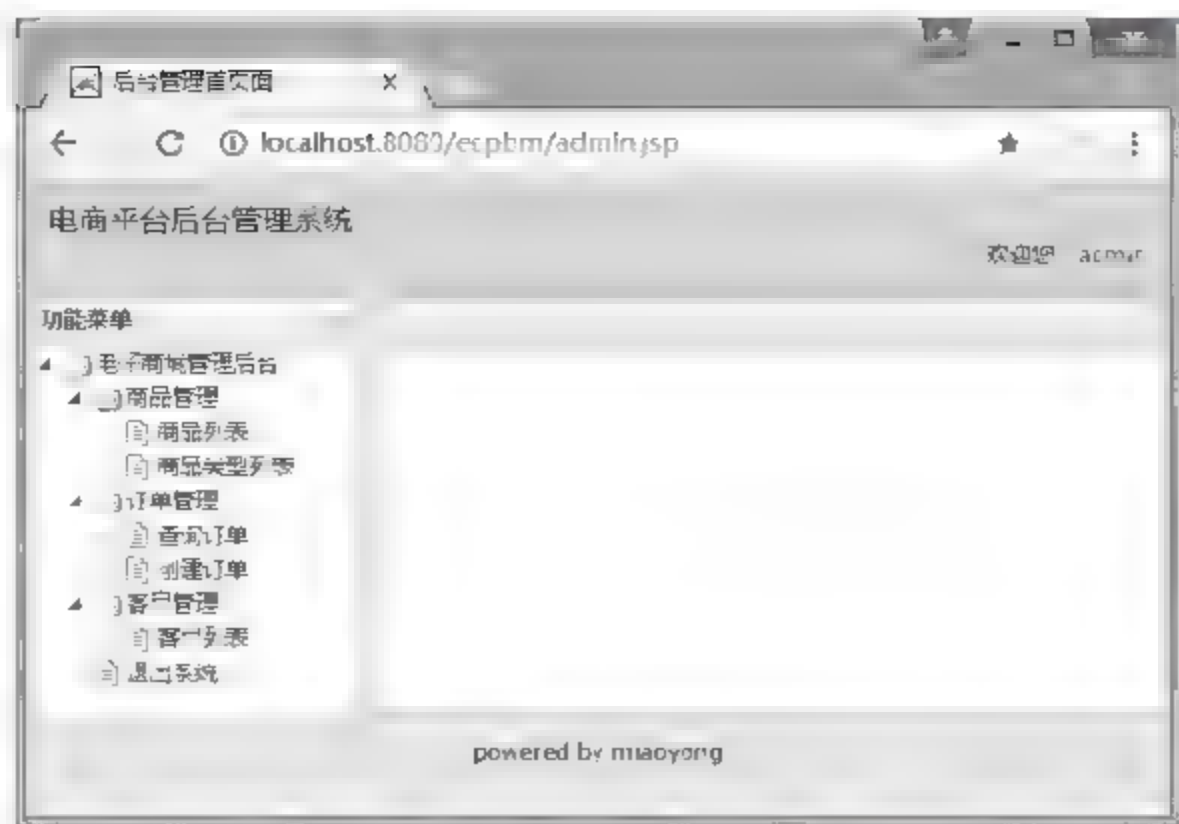 后台管理首页面
localhost:8080/ecpbm/admin.jsp
电商平台后台管理系统
欢迎您 admin
功能菜单
电子商城管理后台
商品管理
商品列表
商品类型列表
订单管理
查询订单
创建订单
客户管理
客户列表
退出系统
powered by miaoyong